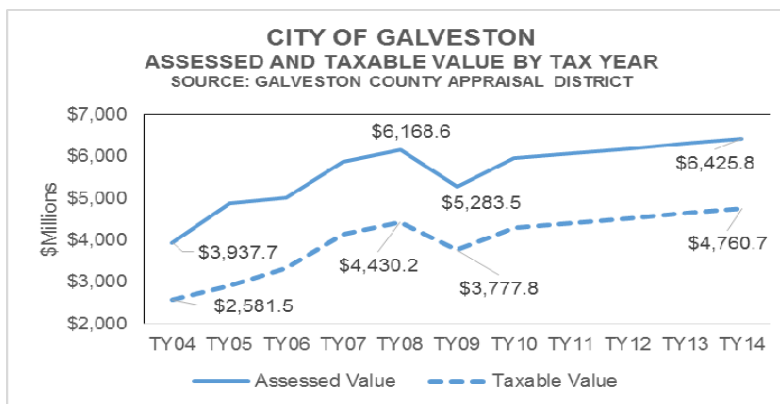 CITY OF GALVESTON
ASSESSED AND TAXABLE VALUE BY TAX YEAR
SOURCE: GALVESTON COUNTY APPRAISAL DISTRICT
$Millions
$7,000
$6,000
$5,000
$4,000
$3,000
$2,000
$6,168.6
$6,425.8
$5,283.5
$3,937.7
$4,430.2
$4,760.7
$3,777.8
$2,581.5
TY04 TY05 TY06 TY07 TY08 TY09 TY10 TY11 TY12 TY13 TY14
Assessed Value Taxable Value